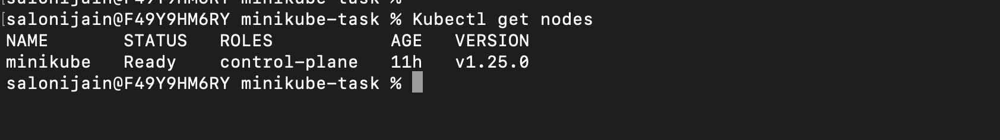 salonijain@F49Y9HM6RY minikube-task %
[salonijain@F49Y9HM6RY minikube-task % Kubectl get nodes
NAME STATUS ROLES AGE VERSION
minikube Ready control-plane 11h v1.25.0
salonijain@F49Y9HM6RY minikube-task %